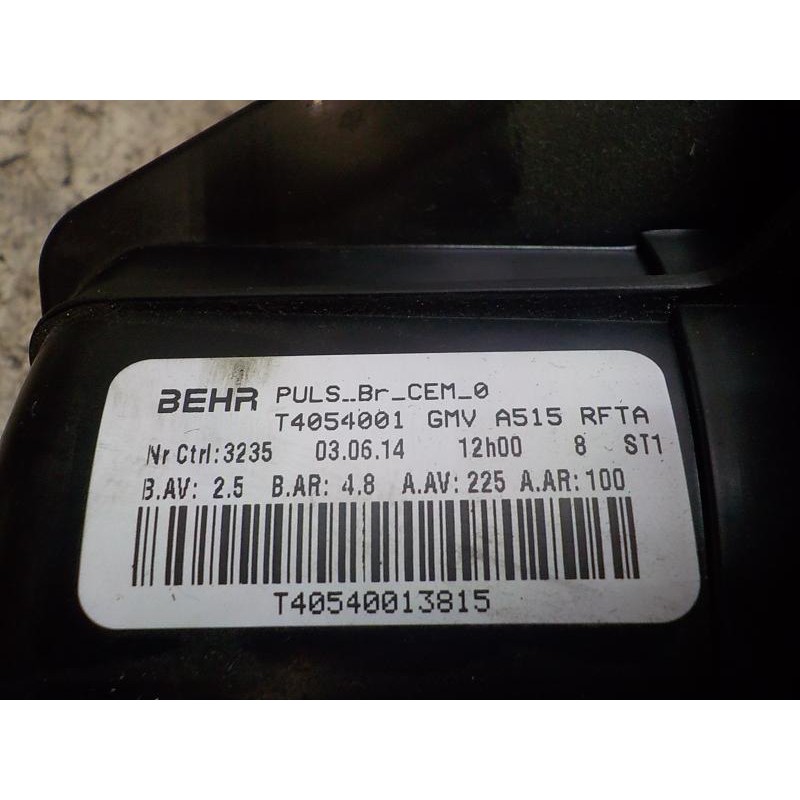 BEHR PULS_Br_CEM_0
T4054001 GMV A515 RFTA
Nr Ctrl:3235 03.06.14 12h00 8 ST1
B.AV: 2.5 B.AR: 4.8 A.AV: 225 A.AR: 100
T40540013815